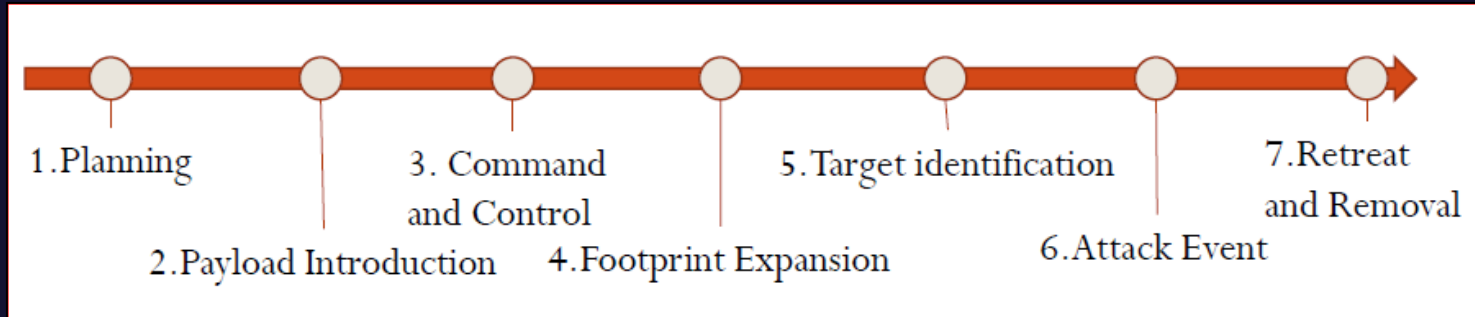 1.Planning
2.Payload Introduction
3. Command
and Control
4.Footprint Expansion
5.Target identification
6.Attack Event
7.Retreat
and Removal